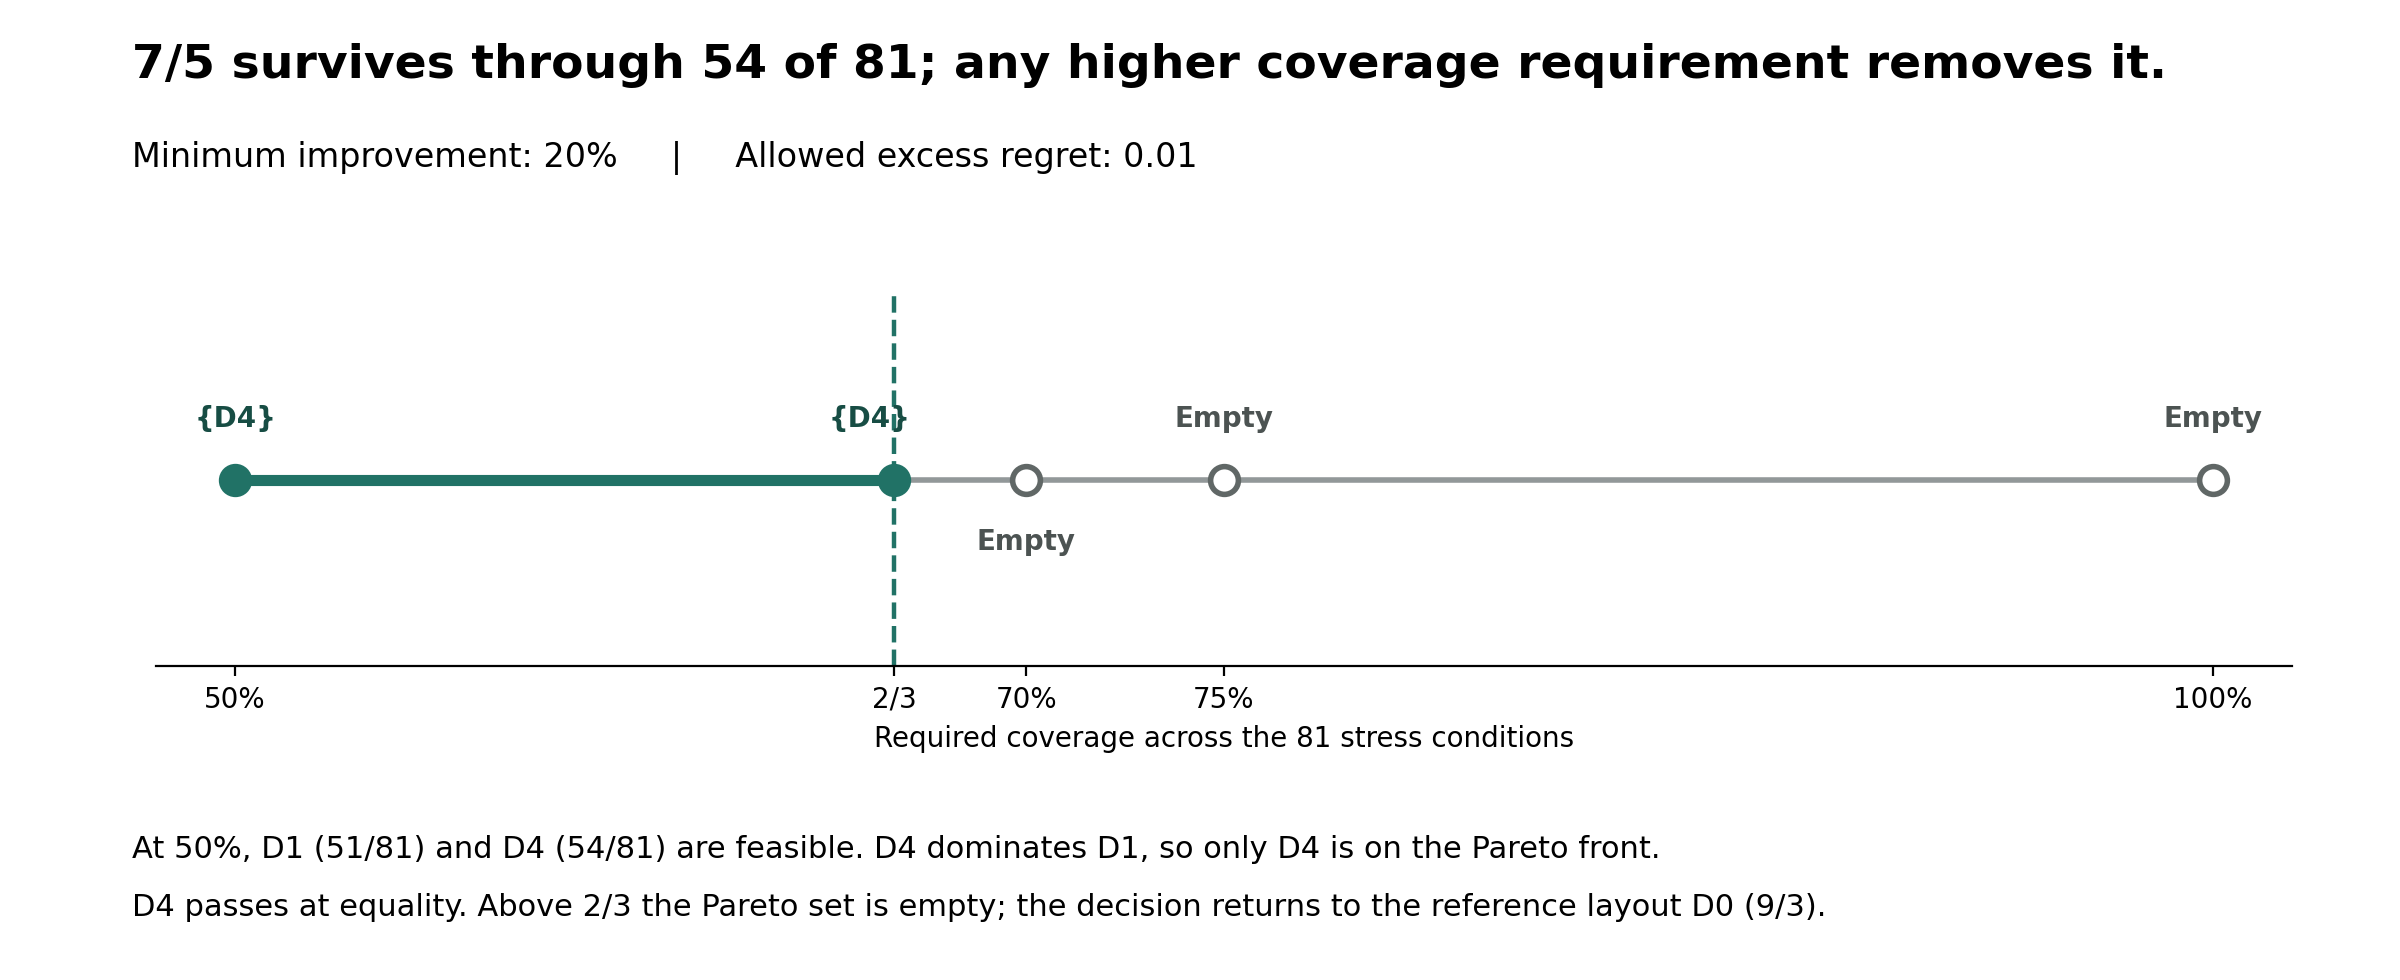 7/5 survives through 54 of 81; any higher coverage requirement removes it.
Minimum improvement: 20% | Allowed excess regret: 0.01
{D4} {D4} Empty Empty
Empty
50% 2/3 70% 75% 100%
Required coverage across the 81 stress conditions
At 50%, D1 (51/81) and D4 (54/81) are feasible. D4 dominates D1, so only D4 is on the Pareto front.
D4 passes at equality. Above 2/3 the Pareto set is empty; the decision returns to the reference layout D0 (9/3).